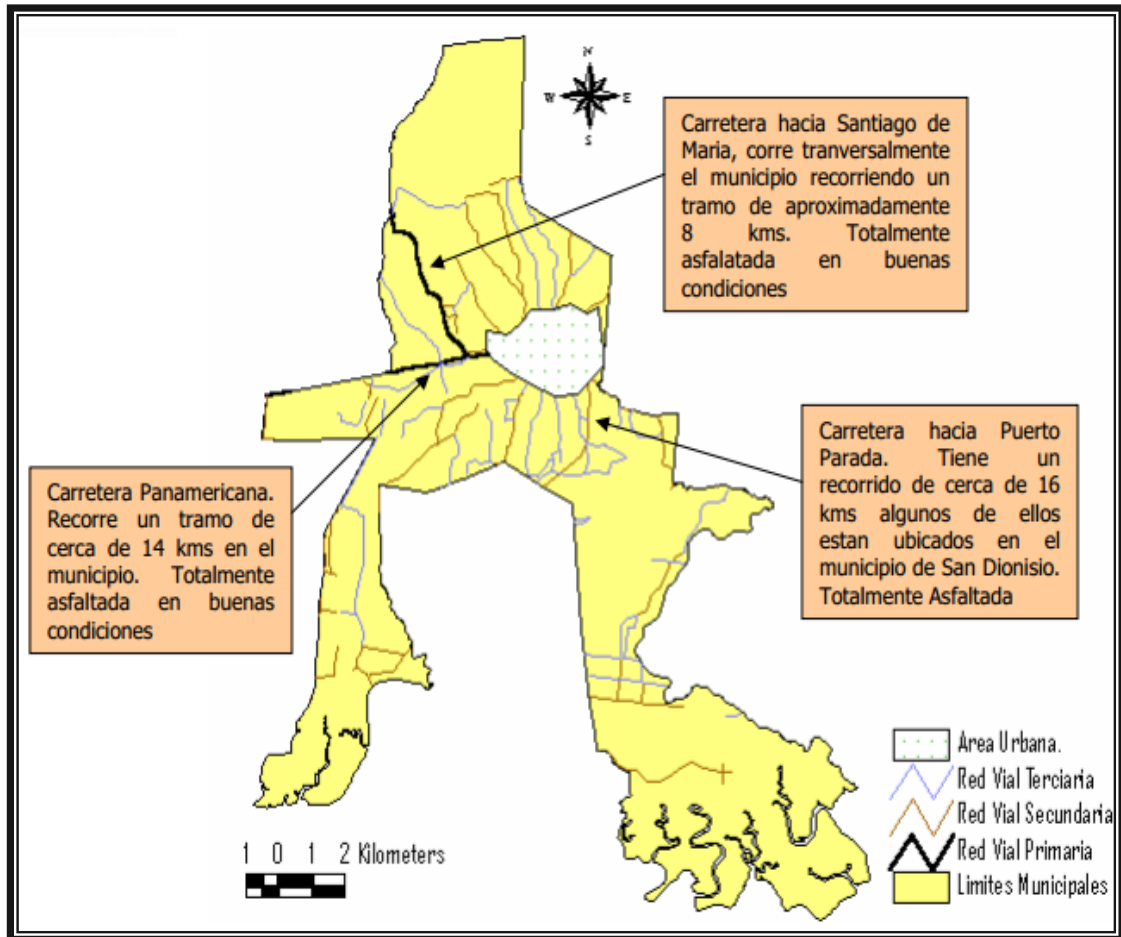 N
W E
S
Carretera hacia Santiago de
Maria, corre tranversalmente
el municipio recorriendo un
tramo de aproximadamente
8 kms. Totalmente
asfalatada en buenas
condiciones
Carretera Panamericana.
Recorre un tramo de
cerca de 14 kms en el
municipio. Totalmente
asfaltada en buenas
condiciones
Carretera hacia Puerto
Parada. Tiene un
recorrido de cerca de 16
kms algunos de ellos
estan ubicados en el
municipio de San Dionisio.
Totalmente Asfaltada
1 0 1 2 Kilometers
Area Urbana.
Red Vial Terciaria
Red Vial Secundaria
Red Vial Primaria
Limites Municipales